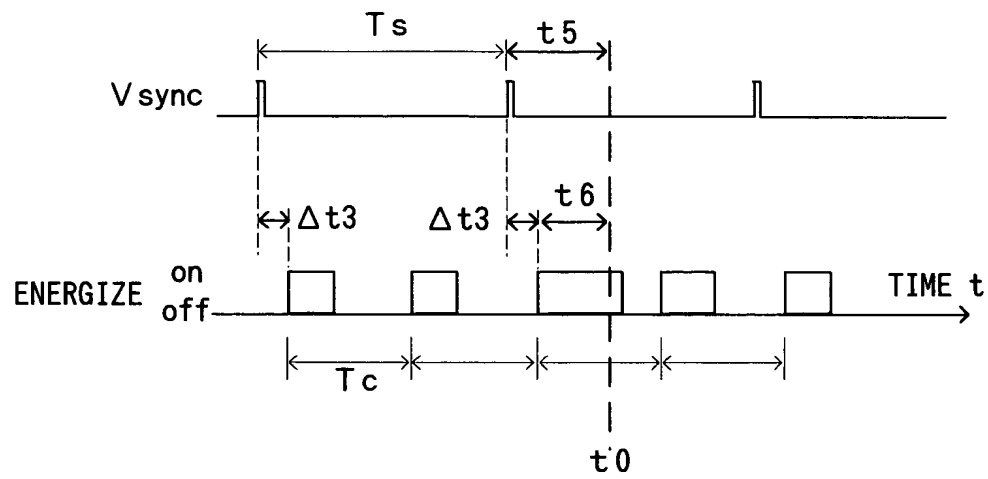 Ts
t5
Vsync
t6
Δt3
Δt3
on
ENERGIZE
off
TIME t
Tc
t0